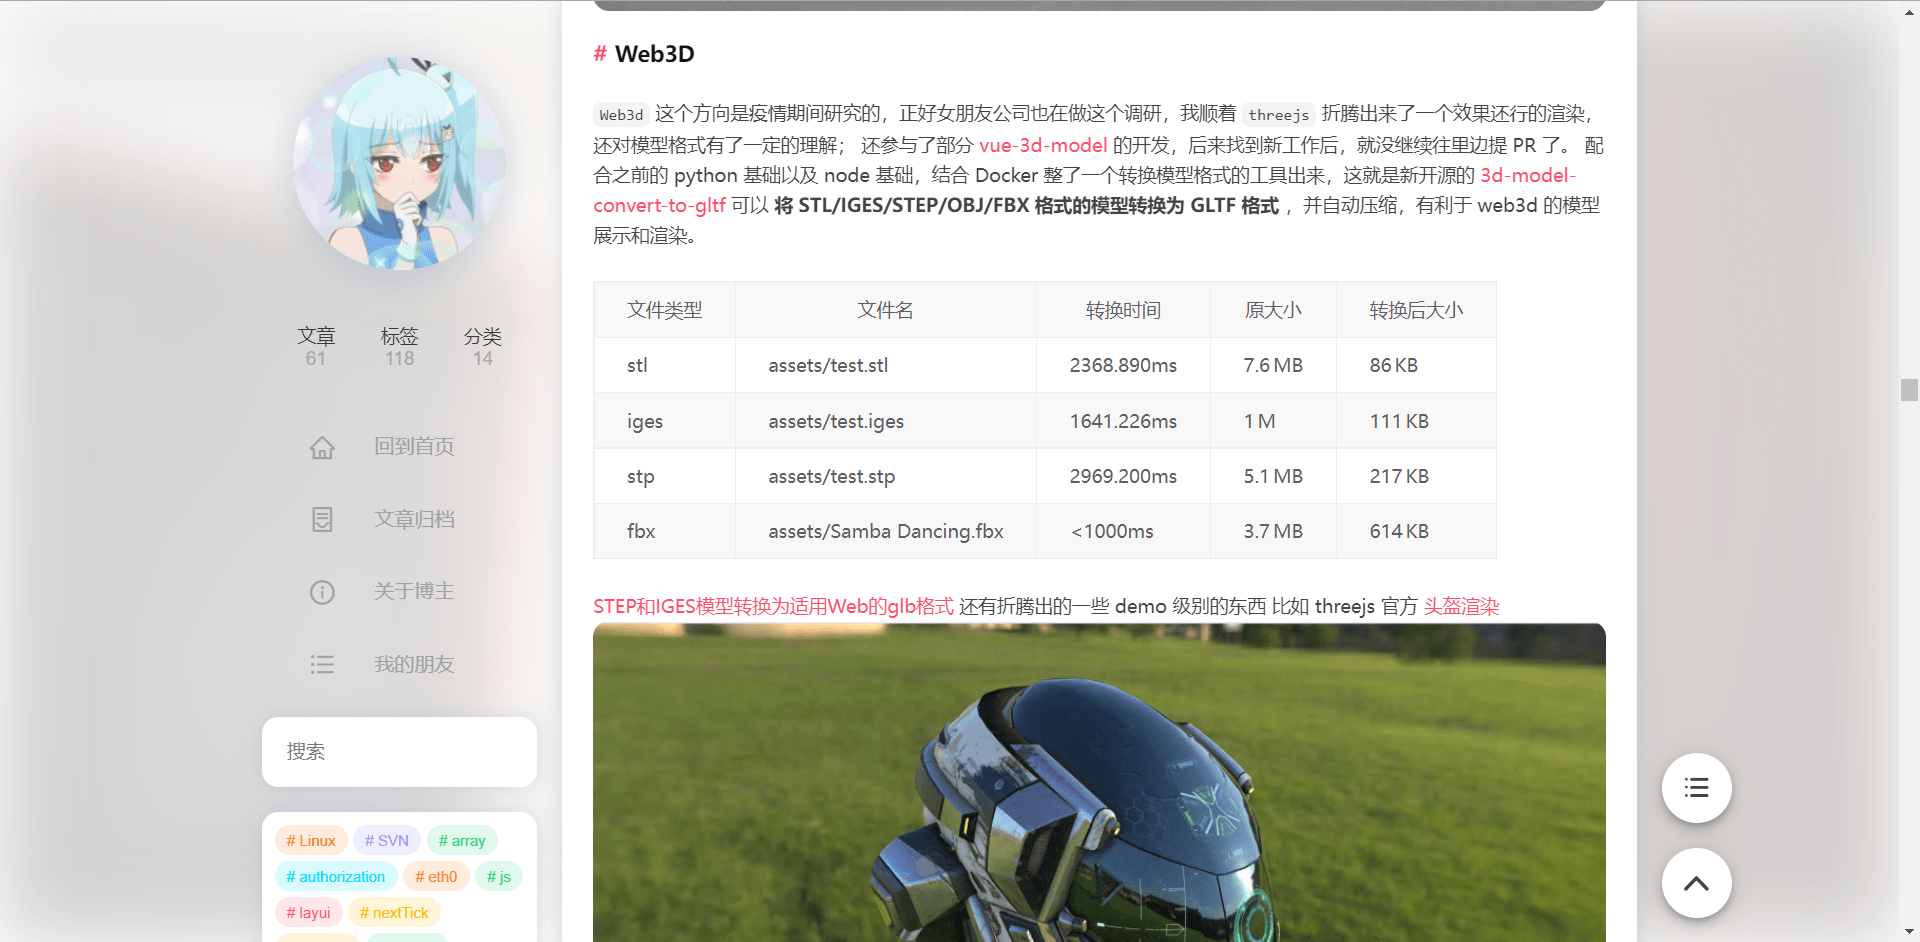 文章
61
标签
118
分类
14
回到首页
文章归档
关于博主
我的朋友
搜索
# Linux # SVN # array
# authorization # eth0 # js
# layui # nextTick
# Web3D
Web3d 这个方向是疫情期间研究的，正好女朋友公司也在做这个调研，我顺着 threejs 折腾出来了一个效果还行的渲染，
还对模型格式有了一定的理解； 还参与了部分 vue-3d-model 的开发，后来找到新工作后，就没继续往里边提 PR 了。 配
合之前的 python 基础以及 node 基础，结合 Docker 整了一个转换模型格式的工具出来，这就是新开源的 3d-model-
convert-to-gltf 可以 将 STL/IGES/STEP/OBJ/FBX 格式的模型转换为 GLTF 格式 ，并自动压缩，有利于 web3d 的模型
展示和渲染。
文件类型 文件名 转换时间 原大小 转换后大小
stl assets/test.stl 2368.890ms 7.6 MB 86 KB
iges assets/test.iges 1641.226ms 1 M 111 KB
stp assets/test.stp 2969.200ms 5.1 MB 217 KB
fbx assets/Samba Dancing.fbx <1000ms 3.7 MB 614 KB
STEP和IGES模型转换为适用Web的glb格式 还有折腾出的一些 demo 级别的东西 比如 threejs 官方 头盔渲染